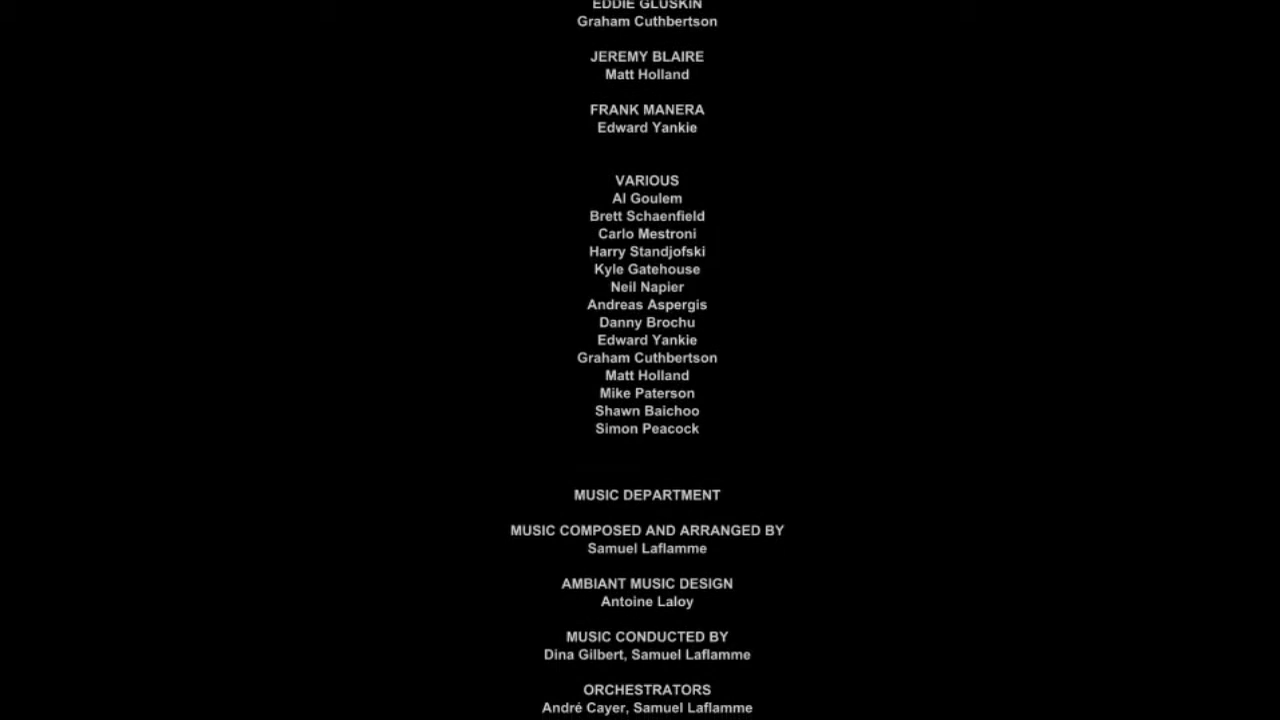 EDDIE GLUSKIN
Graham Cuthbertson
JEREMY BLAIRE
Matt Holland
FRANK MANERA
Edward Yankie
VARIOUS
Al Goulem
Brett Schaenfield
Carlo Mestroni
Harry Standjofski
Kyle Gatehouse
Neil Napier
Andreas Aspergis
Danny Brochu
Edward Yankie
Graham Cuthbertson
Matt Holland
Mike Paterson
Shawn Baichoo
Simon Peacock
MUSIC DEPARTMENT
MUSIC COMPOSED AND ARRANGED BY
Samuel Laflamme
AMBIANT MUSIC DESIGN
Antoine Laloy
MUSIC CONDUCTED BY
Dina Gilbert, Samuel Laflamme
ORCHESTRATORS
André Cayer, Samuel Laflamme